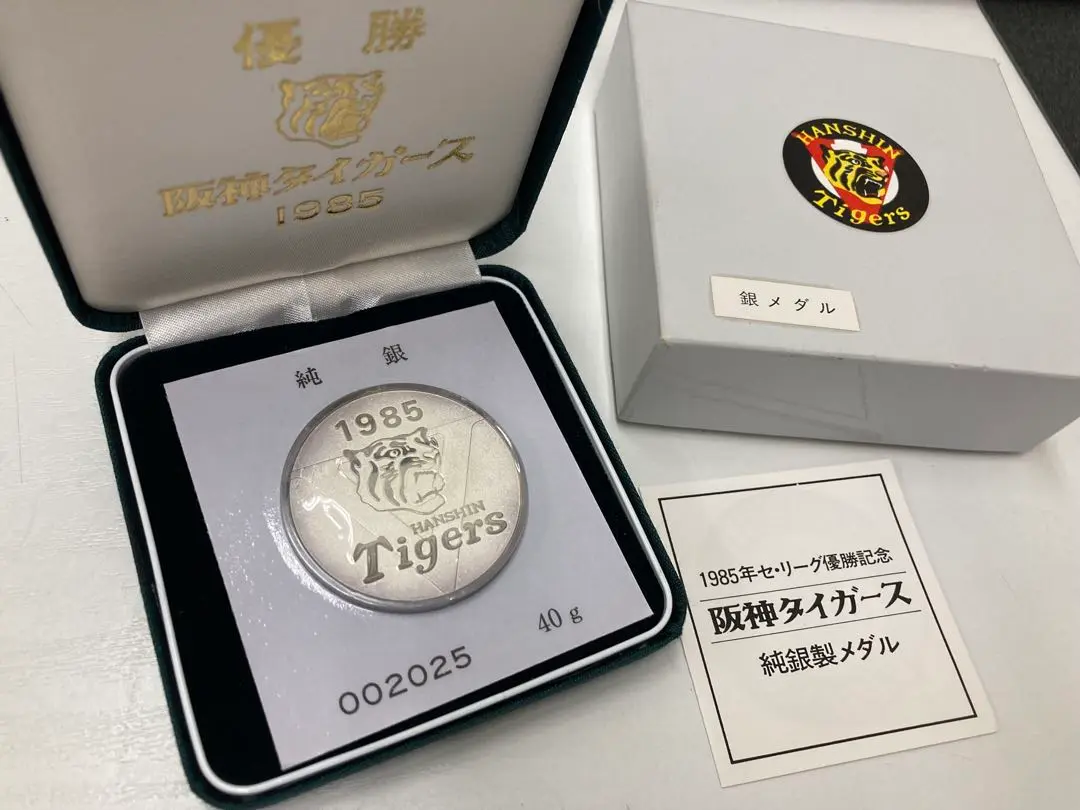 優勝
阪神タイガース
1985
純銀
1985
HANSHIN
Tigers
40g
002025
HANSHIN
Tigers
銀メダル
1985年セ・リーグ優勝記念
阪神タイガース
純銀製メダル